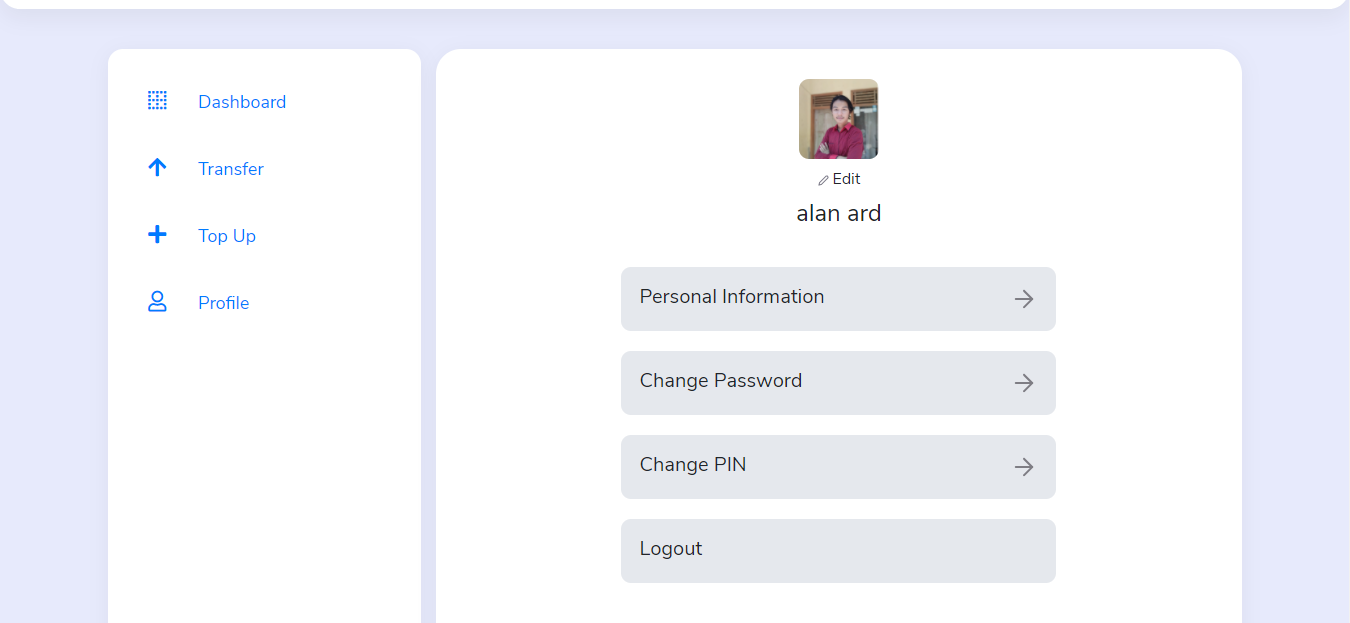 Dashboard
Transfer
Top Up
Profile
Edit
alan ard
Personal Information
Change Password
Change PIN
Logout